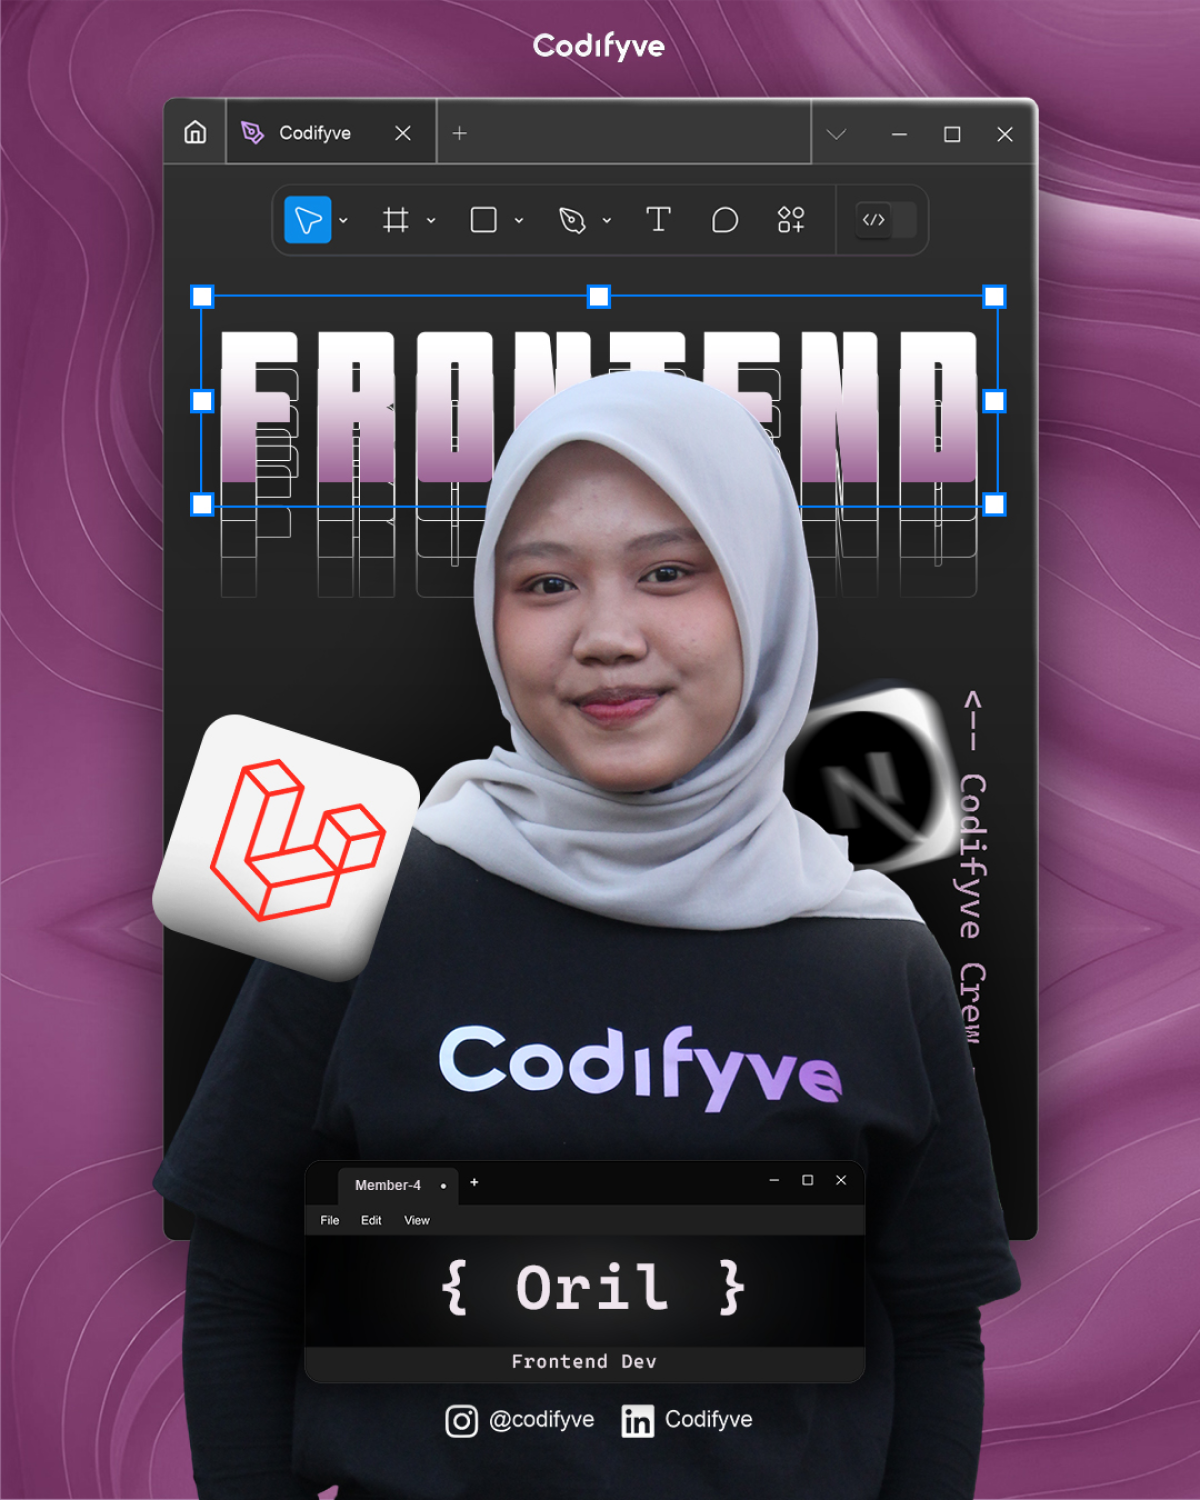 Codifyve
Codifyve
FRONTEND
<-- Codifyve Crew
Codifyve
Member-4
File Edit View
{ Oril }
Frontend Dev
@codifyve Codifyve